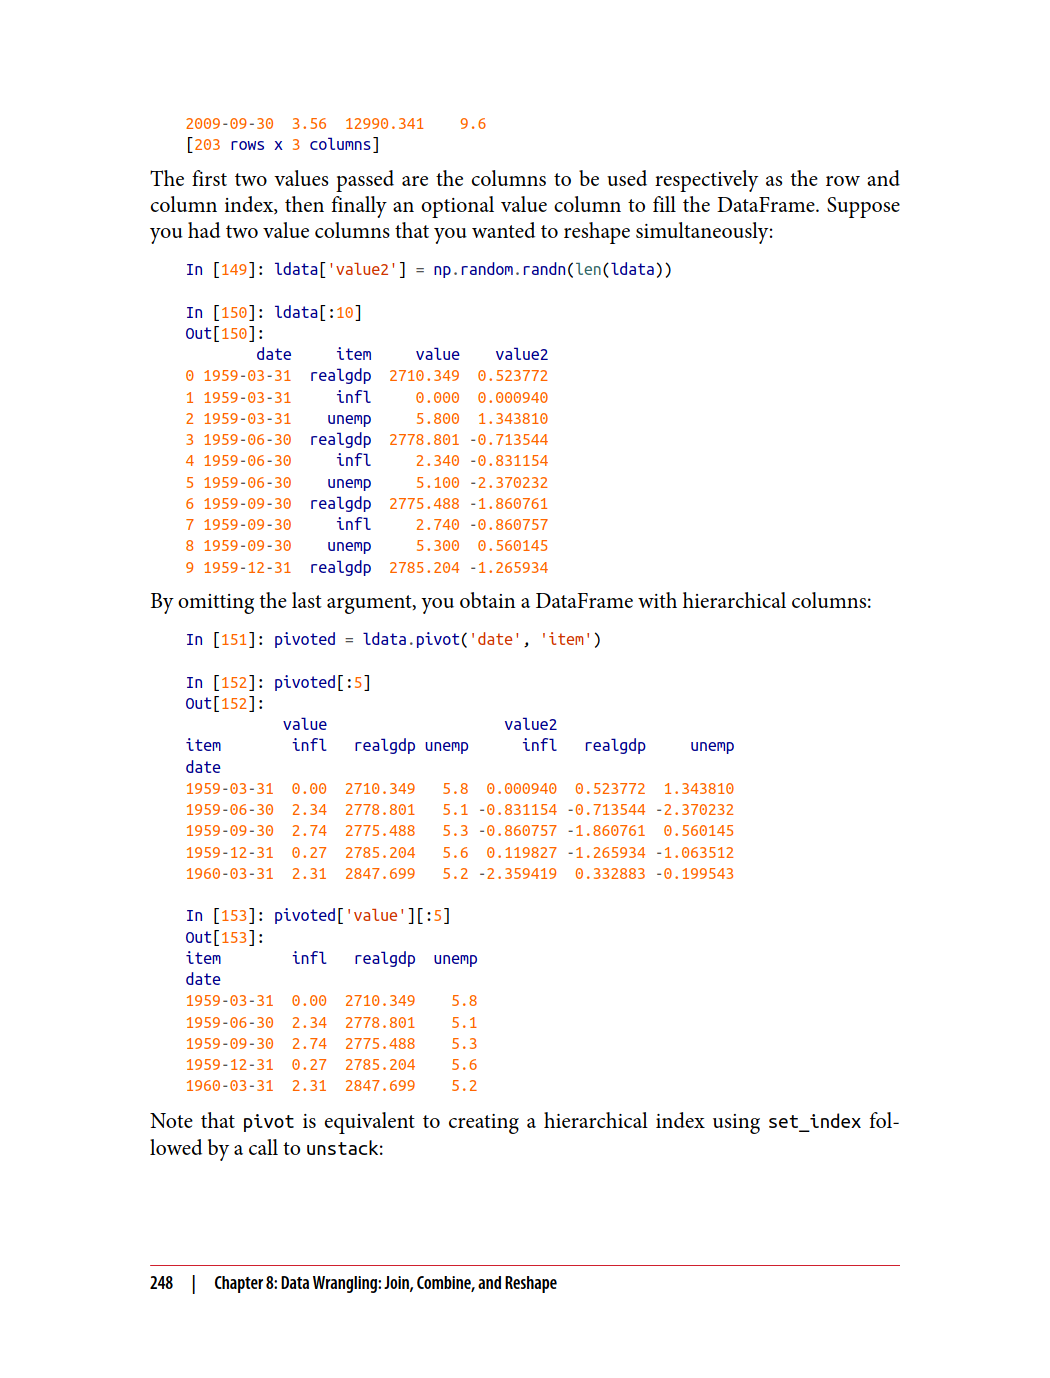 2009-09-30  3.56  12990.341    9.6
[203 rows x 3 columns]
The first two values passed are the columns to be used respectively as the row and
column index, then finally an optional value column to fill the DataFrame. Suppose
you had two value columns that you wanted to reshape simultaneously:
In [149]: ldata['value2'] = np.random.randn(len(ldata))
In [150]: ldata[:10]
Out[150]:
        date     item     value    value2
0 1959-03-31  realgdp  2710.349  0.523772
1 1959-03-31     infl     0.000  0.000940
2 1959-03-31    unemp     5.800  1.343810
3 1959-06-30  realgdp  2778.801 -0.713544
4 1959-06-30     infl     2.340 -0.831154
5 1959-06-30    unemp     5.100 -2.370232
6 1959-09-30  realgdp  2775.488 -1.860761
7 1959-09-30     infl     2.740 -0.860757
8 1959-09-30    unemp     5.300  0.560145
9 1959-12-31  realgdp  2785.204 -1.265934
By omitting the last argument, you obtain a DataFrame with hierarchical columns:
In [151]: pivoted = ldata.pivot('date', 'item')
In [152]: pivoted[:5]
Out[152]:
           value                    value2
item        infl   realgdp unemp      infl   realgdp     unemp
date
1959-03-31  0.00  2710.349   5.8  0.000940  0.523772  1.343810
1959-06-30  2.34  2778.801   5.1 -0.831154 -0.713544 -2.370232
1959-09-30  2.74  2775.488   5.3 -0.860757 -1.860761  0.560145
1959-12-31  0.27  2785.204   5.6  0.119827 -1.265934 -1.063512
1960-03-31  2.31  2847.699   5.2 -2.359419  0.332883 -0.199543
In [153]: pivoted['value'][:5]
Out[153]:
item        infl   realgdp  unemp
date
1959-03-31  0.00  2710.349    5.8
1959-06-30  2.34  2778.801    5.1
1959-09-30  2.74  2775.488    5.3
1959-12-31  0.27  2785.204    5.6
1960-03-31  2.31  2847.699    5.2
Note that pivot is equivalent to creating a hierarchical index using set_index fol-
lowed by a call to unstack:
248 | Chapter 8: Data Wrangling: Join, Combine, and Reshape